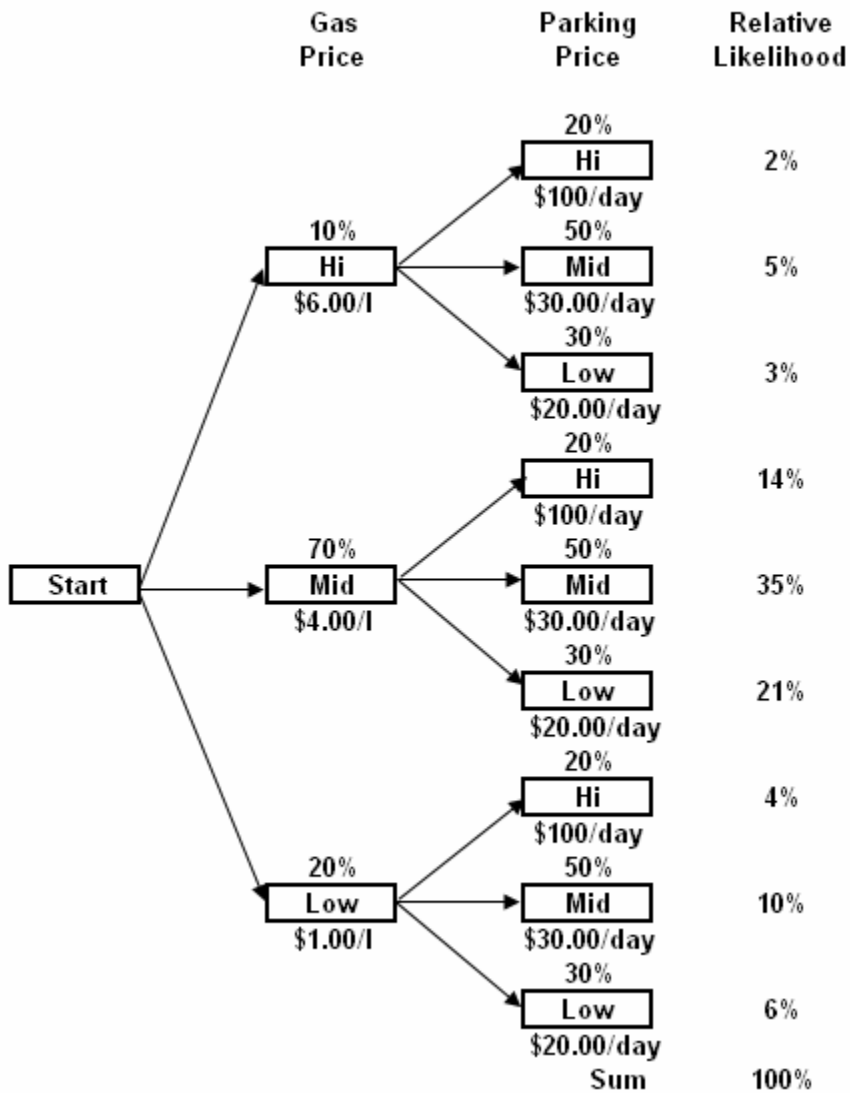 Gas Parking Relative
Price Price Likelihood
20%
Hi 2%
$100/day
10% 50%
Hi Mid 5%
$6.00/l $30.00/day
30%
Low 3%
$20.00/day
20%
Hi 14%
$100/day
70% 50%
Start Mid Mid 35%
$4.00/l $30.00/day
30%
Low 21%
$20.00/day
20%
Hi 4%
$100/day
20% 50%
Low Mid 10%
$1.00/l $30.00/day
30%
Low 6%
$20.00/day
Sum 100%